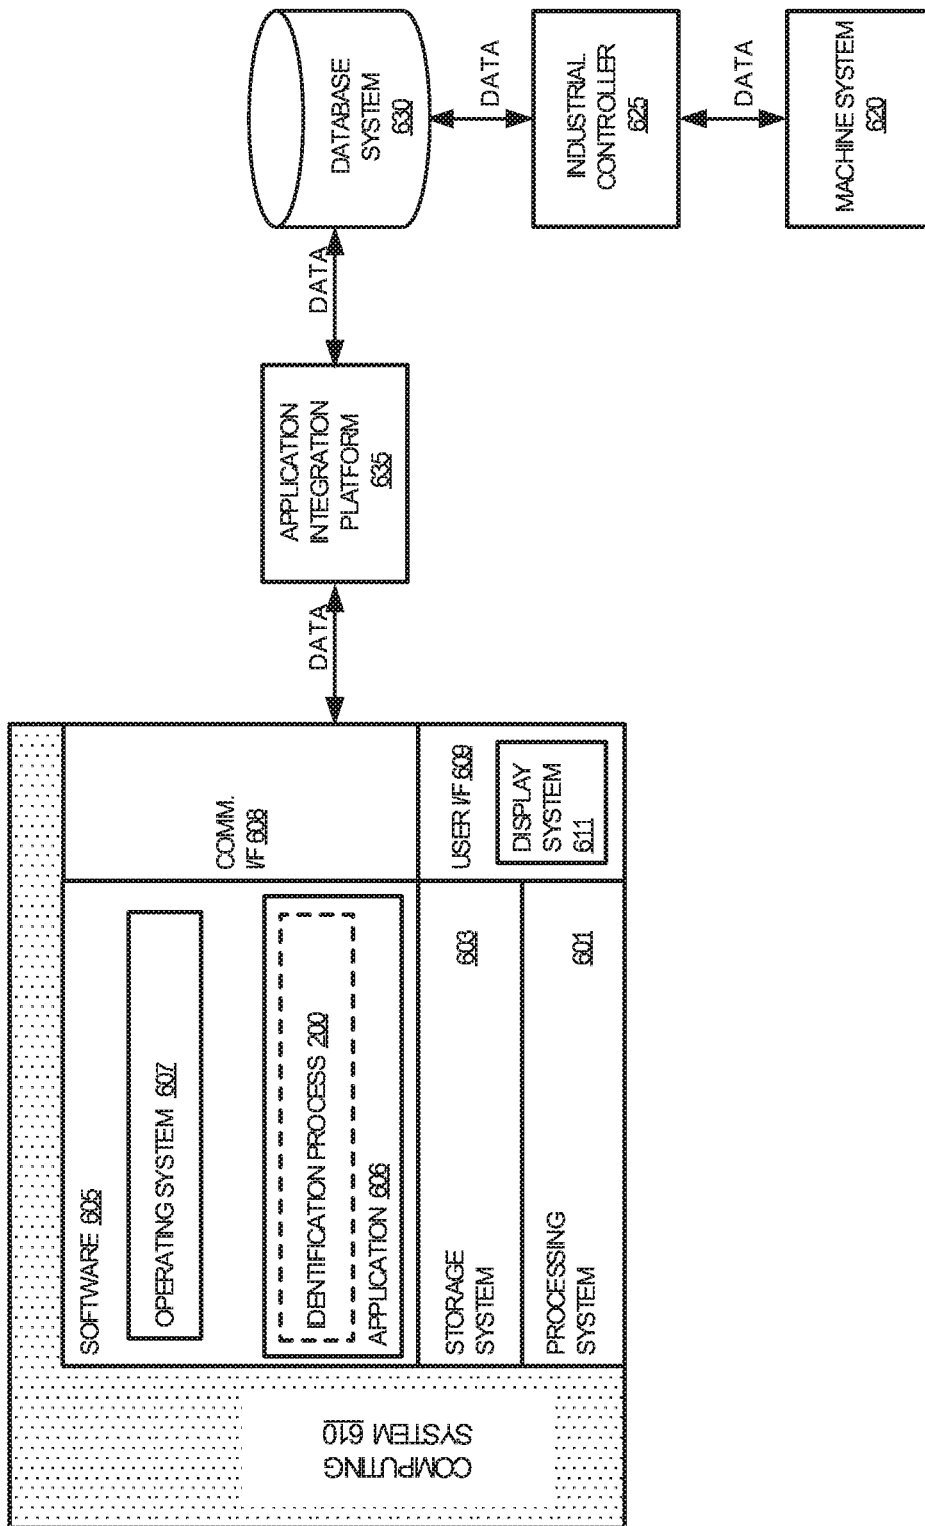 COMPUTING
SYSTEM 610
SOFTWARE 605
OPERATING SYSTEM 607
IDENTIFICATION PROCESS 200
APPLICATION 606
COMM.
I/F 608
STORAGE
SYSTEM
603
PROCESSING
SYSTEM
601
USER I/F 609
DISPLAY
SYSTEM
611
DATA
APPLICATION
INTEGRATION
PLATFORM
635
DATA
DATABASE
SYSTEM
630
DATA
INDUSTRIAL
CONTROLLER
625
DATA
MACHINE SYSTEM
620